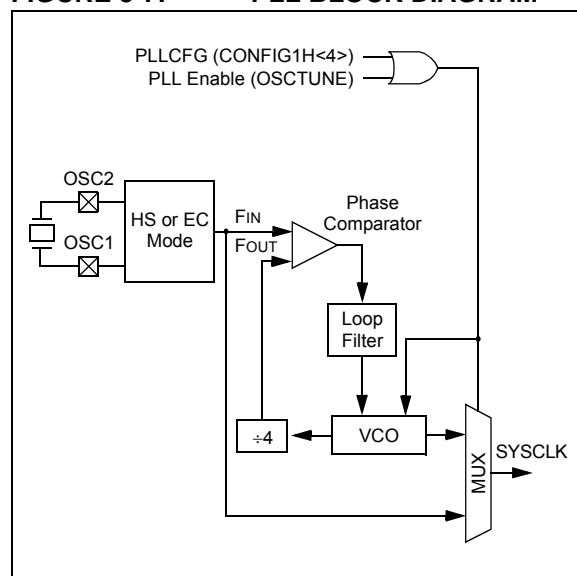 FIGURE PLL BLOCK DIAGRAM
PLLCFG (CONFIG1H<4>)
PLL Enable (OSCTUNE)
OSC2
OSC1
HS or EC
Mode
FIN
FOUT
Phase
Comparator
Loop
Filter
÷4
VCO
MUX
SYSCLK